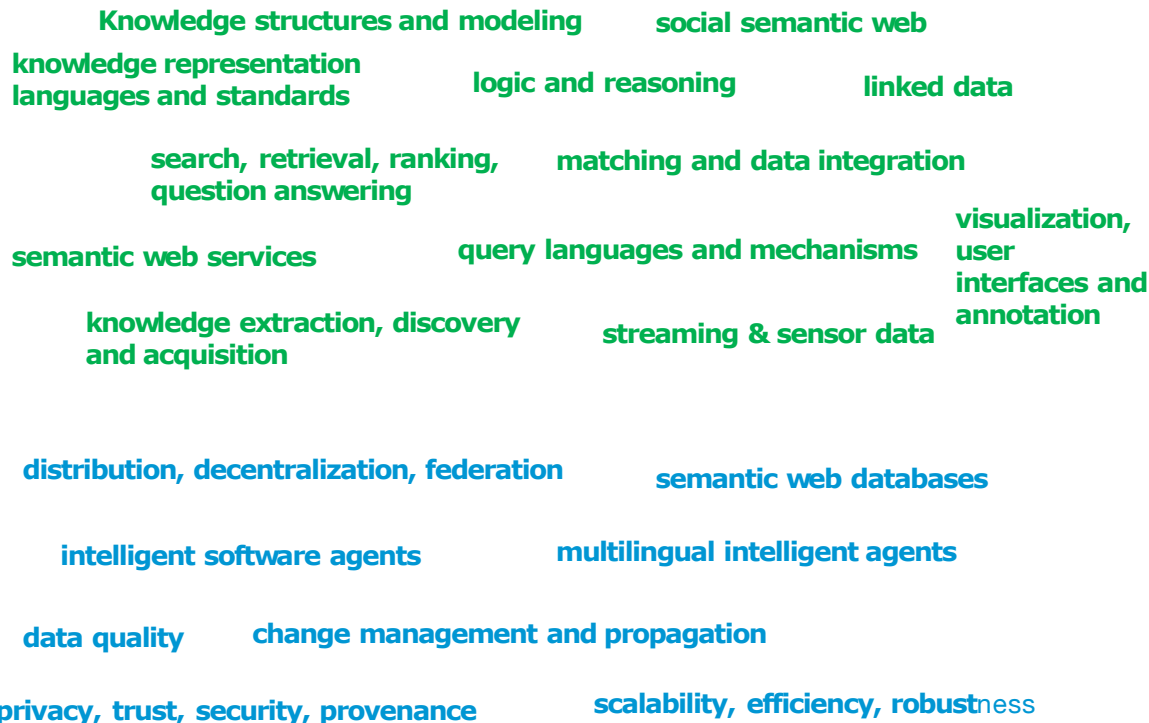 Knowledge structures and modeling
social semantic web
knowledge representation
languages and standards
logic and reasoning
linked data
search, retrieval, ranking,
question answering
matching and data integration
visualization,
user
interfaces and
annotation
semantic web services
query languages and mechanisms
knowledge extraction, discovery
and acquisition
streaming & sensor data
distribution, decentralization, federation
semantic web databases
intelligent software agents
multilingual intelligent agents
data quality
change management and propagation
privacy, trust, security, provenance
scalability, efficiency, robustness